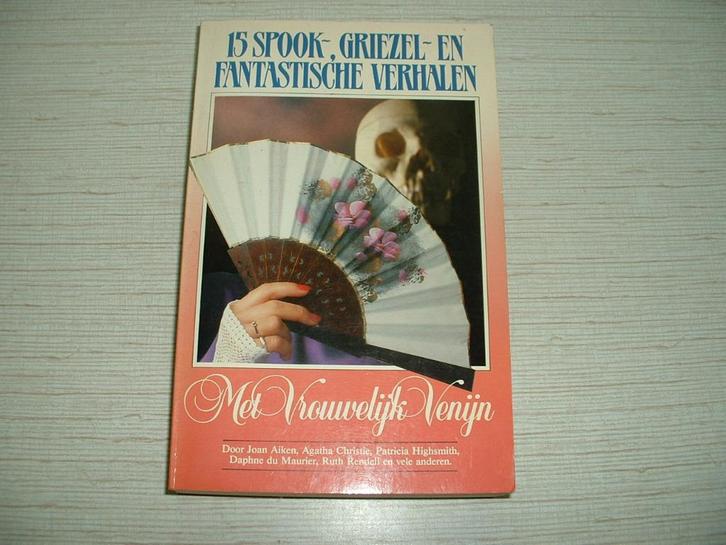 15 SPOOK-, GRIEZEL- EN
FANTASTISCHE VERHALEN
Met Vrouwelijk Venijn
Door Joan Aiken, Agatha Christie, Patricia Highsmith,
Daphne du Maurier, Ruth Rendell en vele anderen.